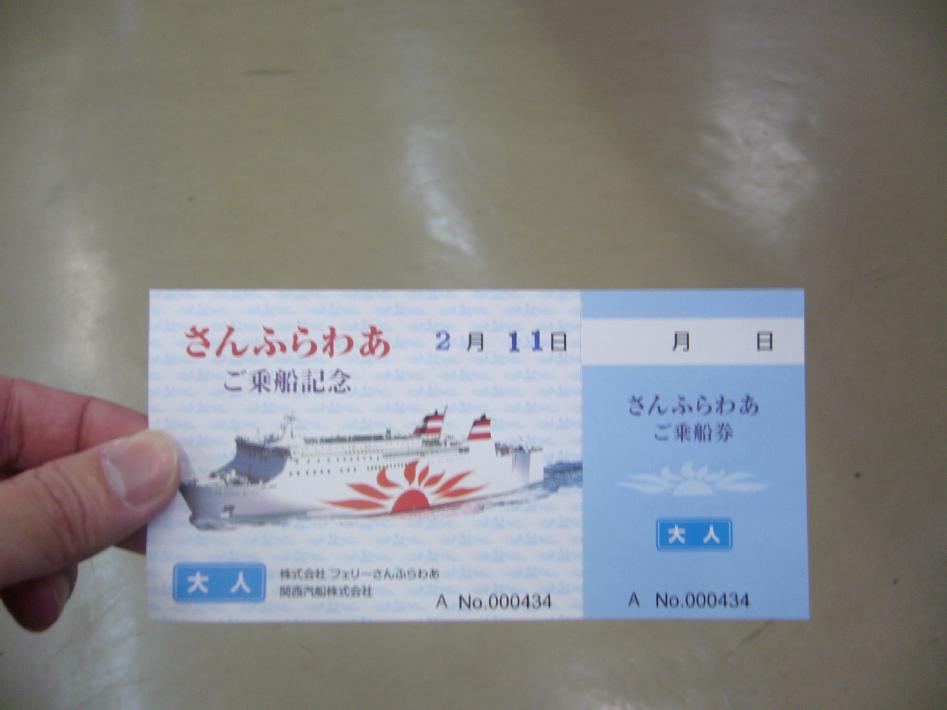 さんふらわあ
2月 11日
ご乗船記念
大人
株式会社 フェリーさんふらわあ
関西汽船株式会社
A No.000434
月 日
さんふらわあ
ご乗船券
大人
A No.000434